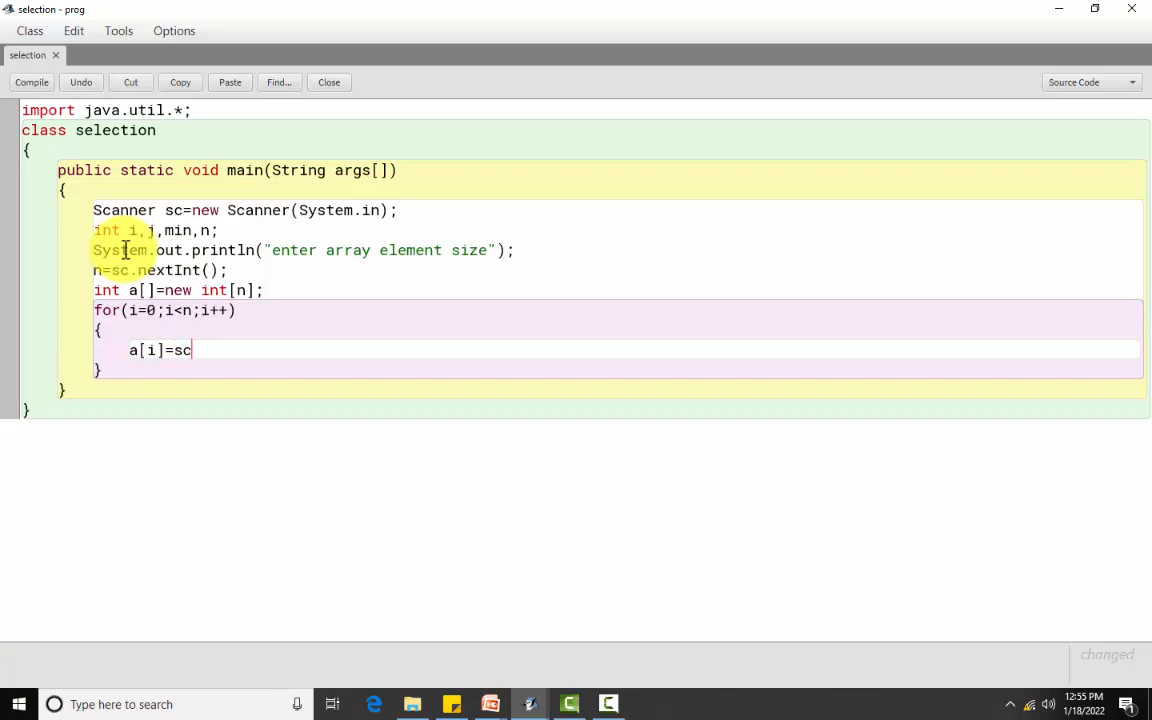 selection - prog
Class Edit Tools Options
selection
Compile Undo Cut Copy Paste Find... Close Source Code
import java.util.*;
class selection
{
public static void main(String args[])
{
Scanner sc=new Scanner(System.in);
int i,j,min,n;
System.out.println("enter array element size");
n=sc.nextInt();
int a[]=new int[n];
for(i=0;i<n;i++)
{
a[i]=sc
}
}
}
changed
Type here to search
12:55 PM
1/18/2022
1